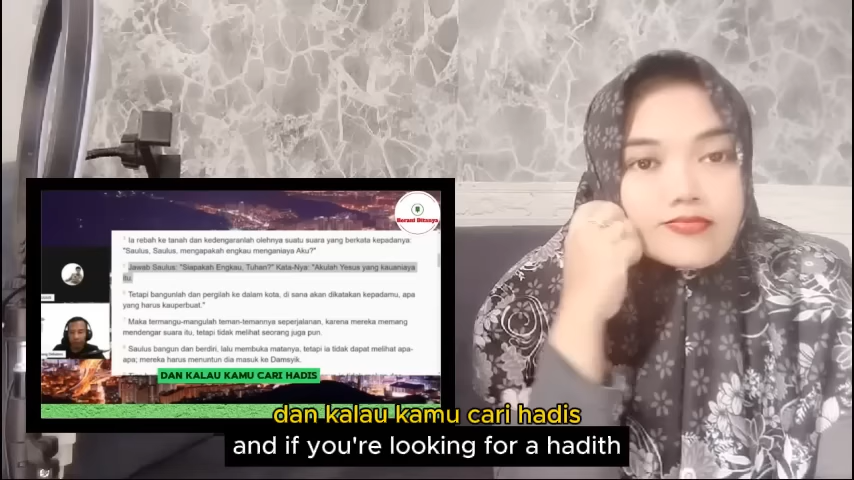 Berani Ditanya
Ia rebah ke tanah dan kedengaranlah olehnya suatu suara yang berkata kepadanya:
"Saulus, Saulus, mengapakah engkau menganiaya Aku?"
Jawab Saulus: "Siapakah Engkau, Tuhan?" Kata-Nya: "Akulah Yesus yang kauaniaya
itu.
Tetapi bangunlah dan pergilah ke dalam kota, di sana akan dikatakan kepadamu, apa
yang harus kauperbuat."
Maka termangu-mangulah teman-temannya seperjalanan, karena mereka memang
mendengar suara itu, tetapi tidak melihat seorang juga pun.
Saulus bangun dan berdiri, lalu membuka matanya, tetapi ia tidak dapat melihat apa-
apa; mereka harus menuntun dia masuk ke Damsyik.
DAN KALAU KAMU CARI HADIS
dan kalau kamu cari hadis
and if you're looking for a hadith